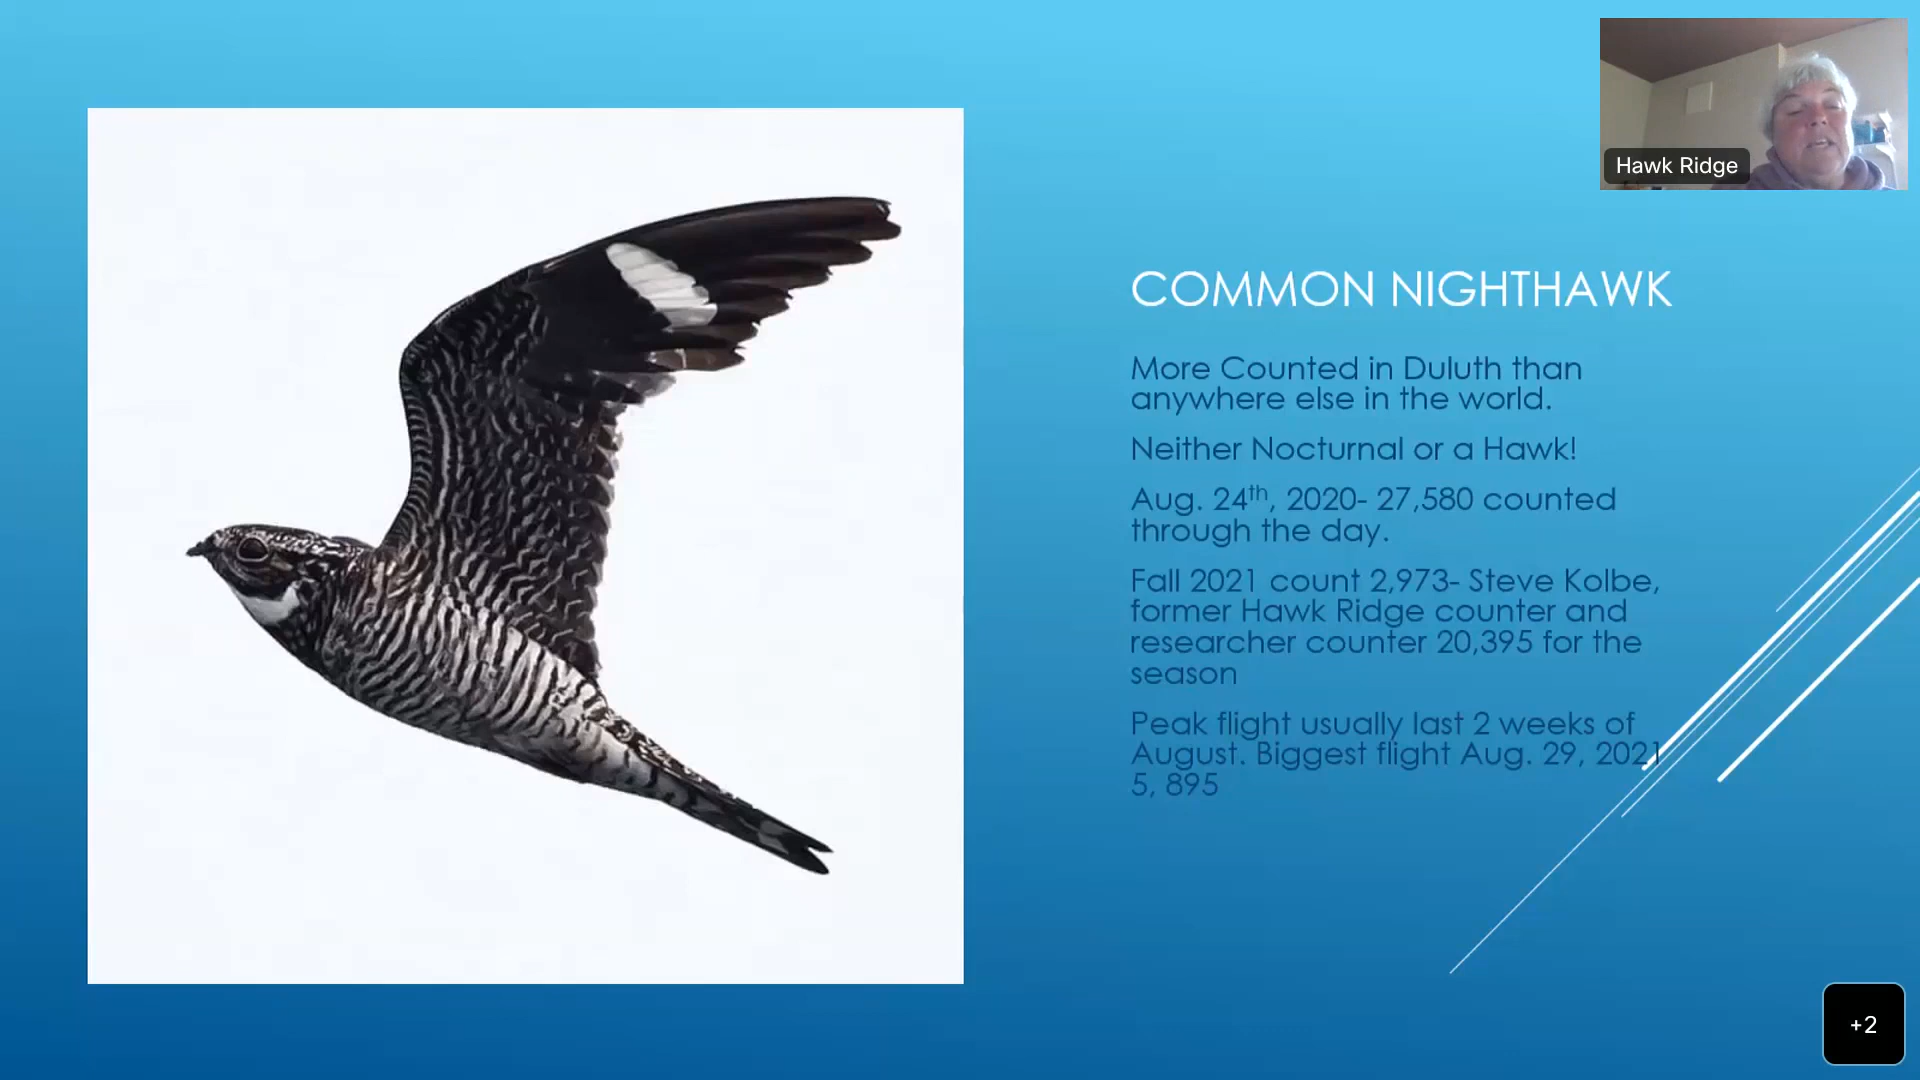 Hawk Ridge
COMMON NIGHTHAWK
More Counted in Duluth than
anywhere else in the world.
Neither Nocturnal or a Hawk!
Aug. 24th, 2020- 27,580 counted
through the day.
Fall 2021 count 2,973- Steve Kolbe,
former Hawk Ridge counter and
researcher counter 20,395 for the
season
Peak flight usually last 2 weeks of
August. Biggest flight Aug. 29, 2021
5, 895
+2